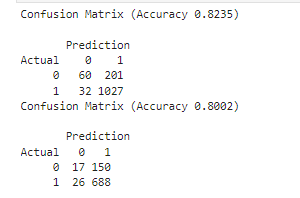 Confusion Matrix (Accuracy 0.8235)
Prediction
Actual 0 1
0 60 201
1 32 1027
Confusion Matrix (Accuracy 0.8002)
Prediction
Actual 0 1
0 17 150
1 26 688